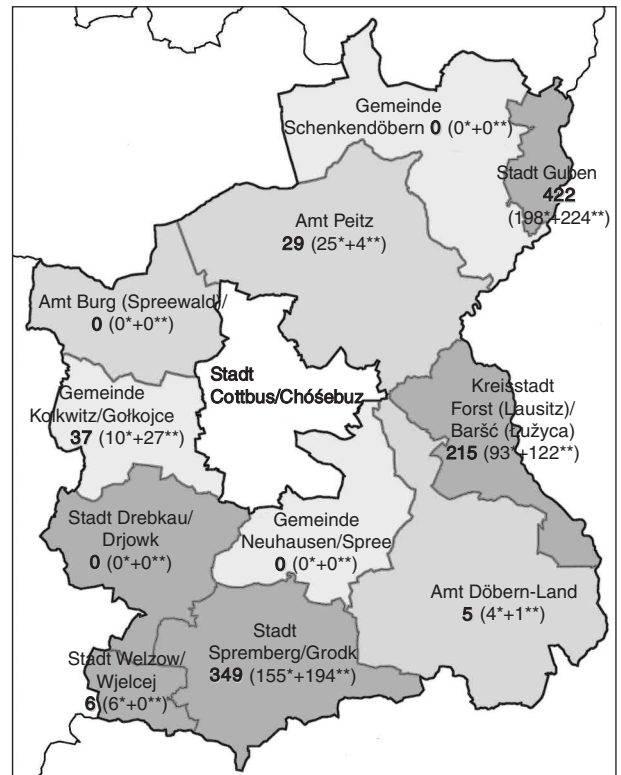 Gemeinde
Schenkendöbern 0 (0*+0**)
Stadt Guben
422
(198*+224**)
Amt Peitz
29 (25*+4**)
Amt Burg (Spreewald)/
0 (0*+0**)
Stadt
Cottbus/Chóśebuz
Gemeinde
Kolkwitz/Gołkojce
37 (10*+27**)
Kreisstadt
Forst (Lausitz)/
Baršć (Łužyca)
215 (93*+122**)
Stadt Drebkau/
Drjowk
0 (0*+0**)
Gemeinde
Neuhausen/Spree
0 (0*+0**)
Amt Döbern-Land
5 (4*+1**)
Stadt
Spremberg/Grodk
349 (155*+194**)
Stadt Welzow/
Wjelcej
6 (6*+0**)